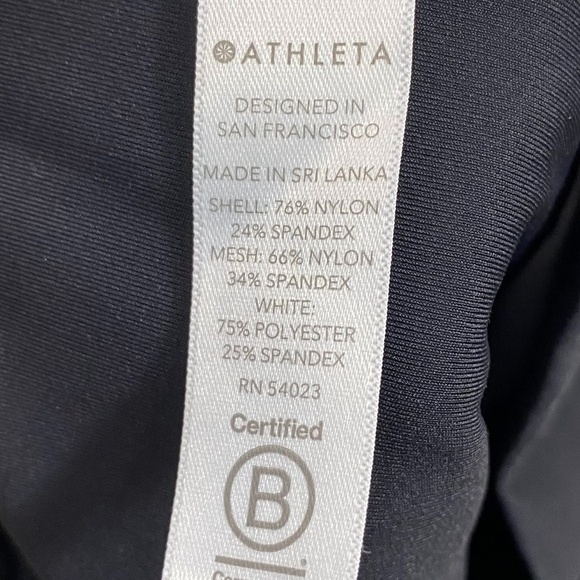 ATHLETA
DESIGNED IN
SAN FRANCISCO
MADE IN SRI LANKA
SHELL: 76% NYLON
24% SPANDEX
MESH: 66% NYLON
34% SPANDEX
WHITE:
75% POLYESTER
25% SPANDEX
RN 54023
Certified
B